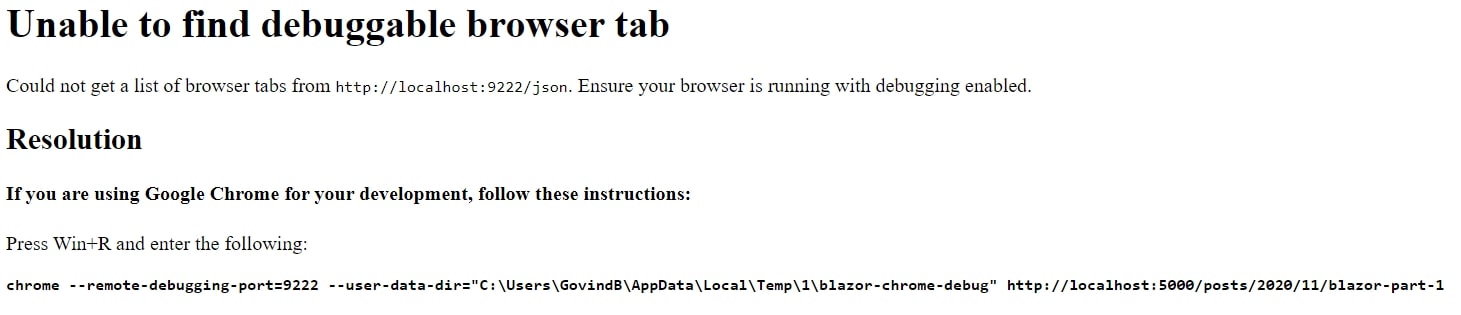 Unable to find debuggable browser tab
Could not get a list of browser tabs from http://localhost:9222/json. Ensure your browser is running with debugging enabled.
Resolution
If you are using Google Chrome for your development, follow these instructions:
Press Win+R and enter the following:
chrome --remote-debugging-port=9222 --user-data-dir="C:\Users\GovindB\AppData\Local\Temp\1\blazor-chrome-debug" http://localhost:5000/posts/2020/11/blazor-part-1